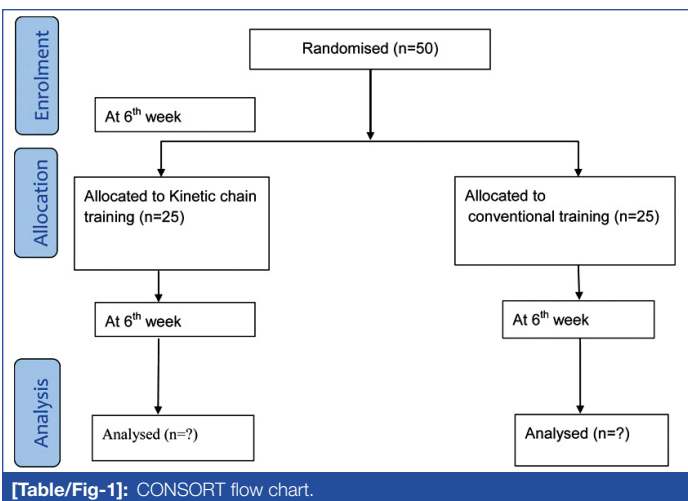 Enrolment
Randomised (n=50)
At 6th week
Allocation
Allocated to Kinetic chain
training (n=25)
Allocated to
conventional training (n=25)
At 6th week
At 6th week
Analysis
Analysed (n=?)
Analysed (n=?)
[Table/Fig-1]: CONSORT flow chart.